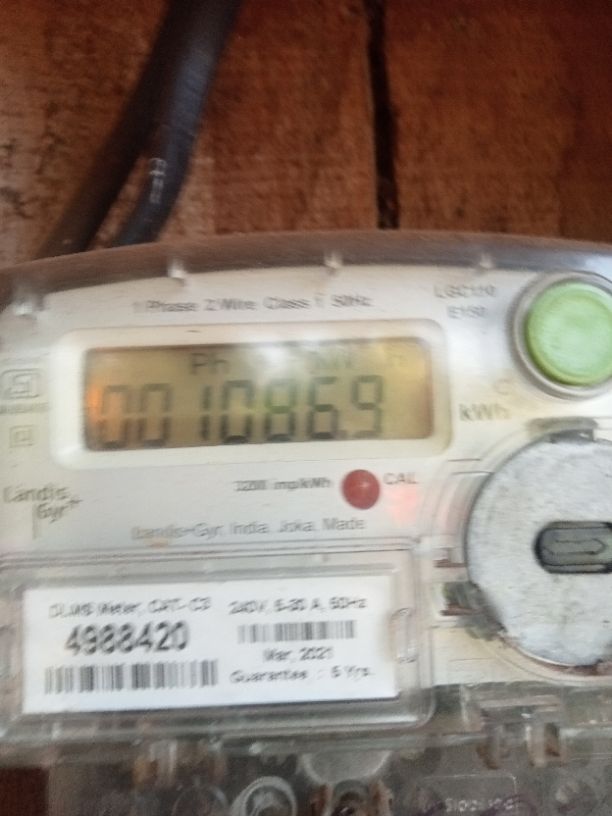 1 Phase 2 Wire Class 1 50Hz
LGC110
E150
Ph kW h
001086.9
kWh
3200 imp/kWh
CAL
Landis
Gyr+
Landis+Gyr, India, Joka, Made
DLMS Meter, CAT- C3
240V, 5-30 A, 50Hz
4988420
Mar, 2021
Guarantee : 5 Yrs.